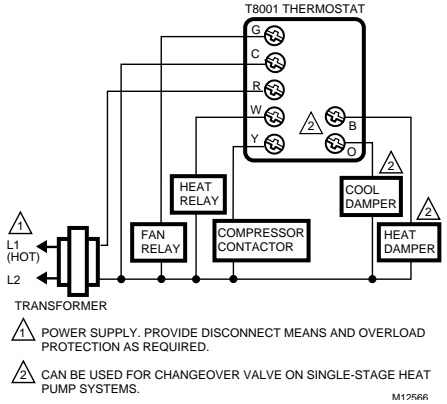 T8001 THERMOSTAT
G
C
R
W
Y
2
B
O
2
2
HEAT
RELAY
COOL
DAMPER
1
L1
(HOT)
FAN
RELAY
COMPRESSOR
CONTACTOR
HEAT
DAMPER
L2
TRANSFORMER
1 POWER SUPPLY. PROVIDE DISCONNECT MEANS AND OVERLOAD
PROTECTION AS REQUIRED.
2 CAN BE USED FOR CHANGEOVER VALVE ON SINGLE-STAGE HEAT
PUMP SYSTEMS.
M12566